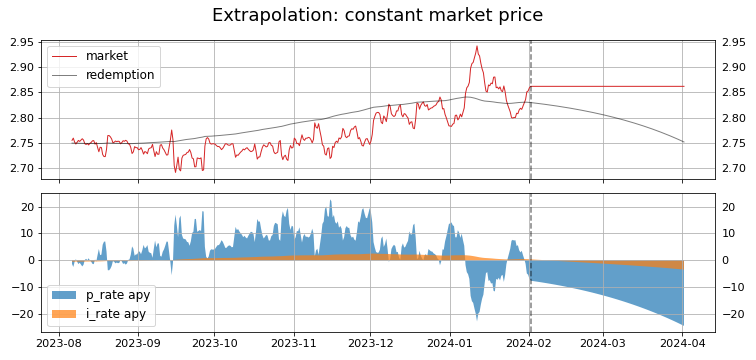 Extrapolation: constant market price
2.95 2.95
market
2.90 2.90
redemption
2.85 2.85
2.80 2.80
2.75 2.75
2.70 2.70
20 20
10 10
0 0
−10 −10
p_rate apy
−20 −20
i_rate apy
2023-08 2023-09 2023-10 2023-11 2023-12 2024-01 2024-02 2024-03 2024-04